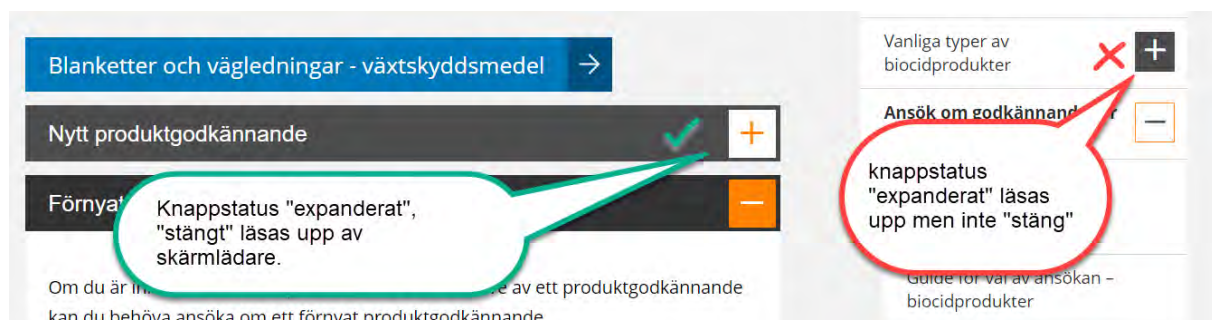 Blanketter och vägledningar - växtskyddsmedel
Nytt produktgodkännande
Förnyat
Knappstatus "expanderat",
"stängt" läsas upp av
skärmlädare.
Om du är in av ett produktgodkännande
kan du behöva ansöka om ett förnyat produktgodkännande
Vanliga typer av
biocidprodukter
Ansök om godkännande
knappstatus
"expanderat" läsas
upp men inte "stäng"
Guide för val av ansökan –
biocidprodukter